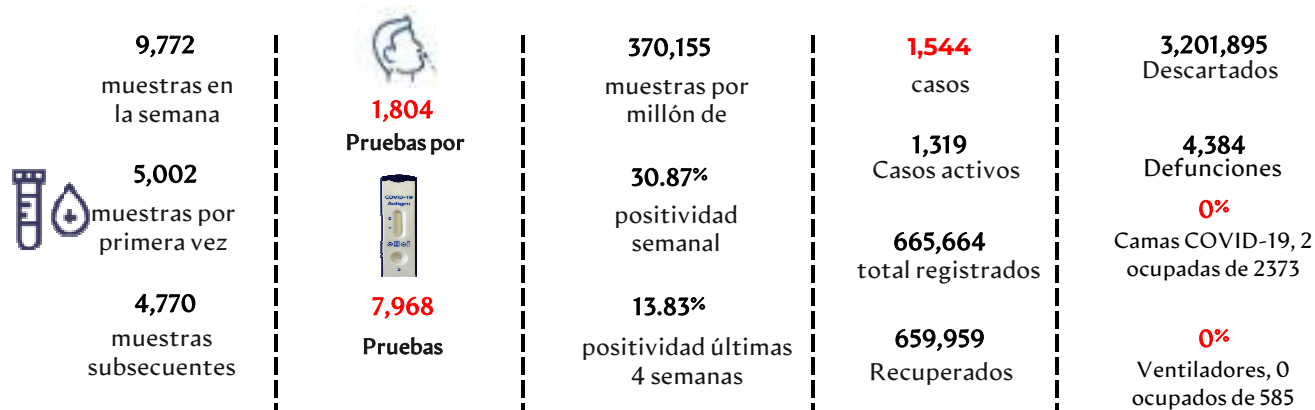 9,772
muestras en
la semana
5,002
muestras por
primera vez
4,770
muestras
subsecuentes
1,804
Pruebas por
COVID-19
Antigen
7,968
Pruebas
370,155
muestras por
millón de
30.87%
positividad
semanal
13.83%
positividad últimas
4 semanas
1,544
casos
1,319
Casos activos
665,664
total registrados
659,959
Recuperados
3,201,895
Descartados
4,384
Defunciones
0%
Camas COVID-19, 2
ocupadas de 2373
0%
Ventiladores, 0
ocupados de 585